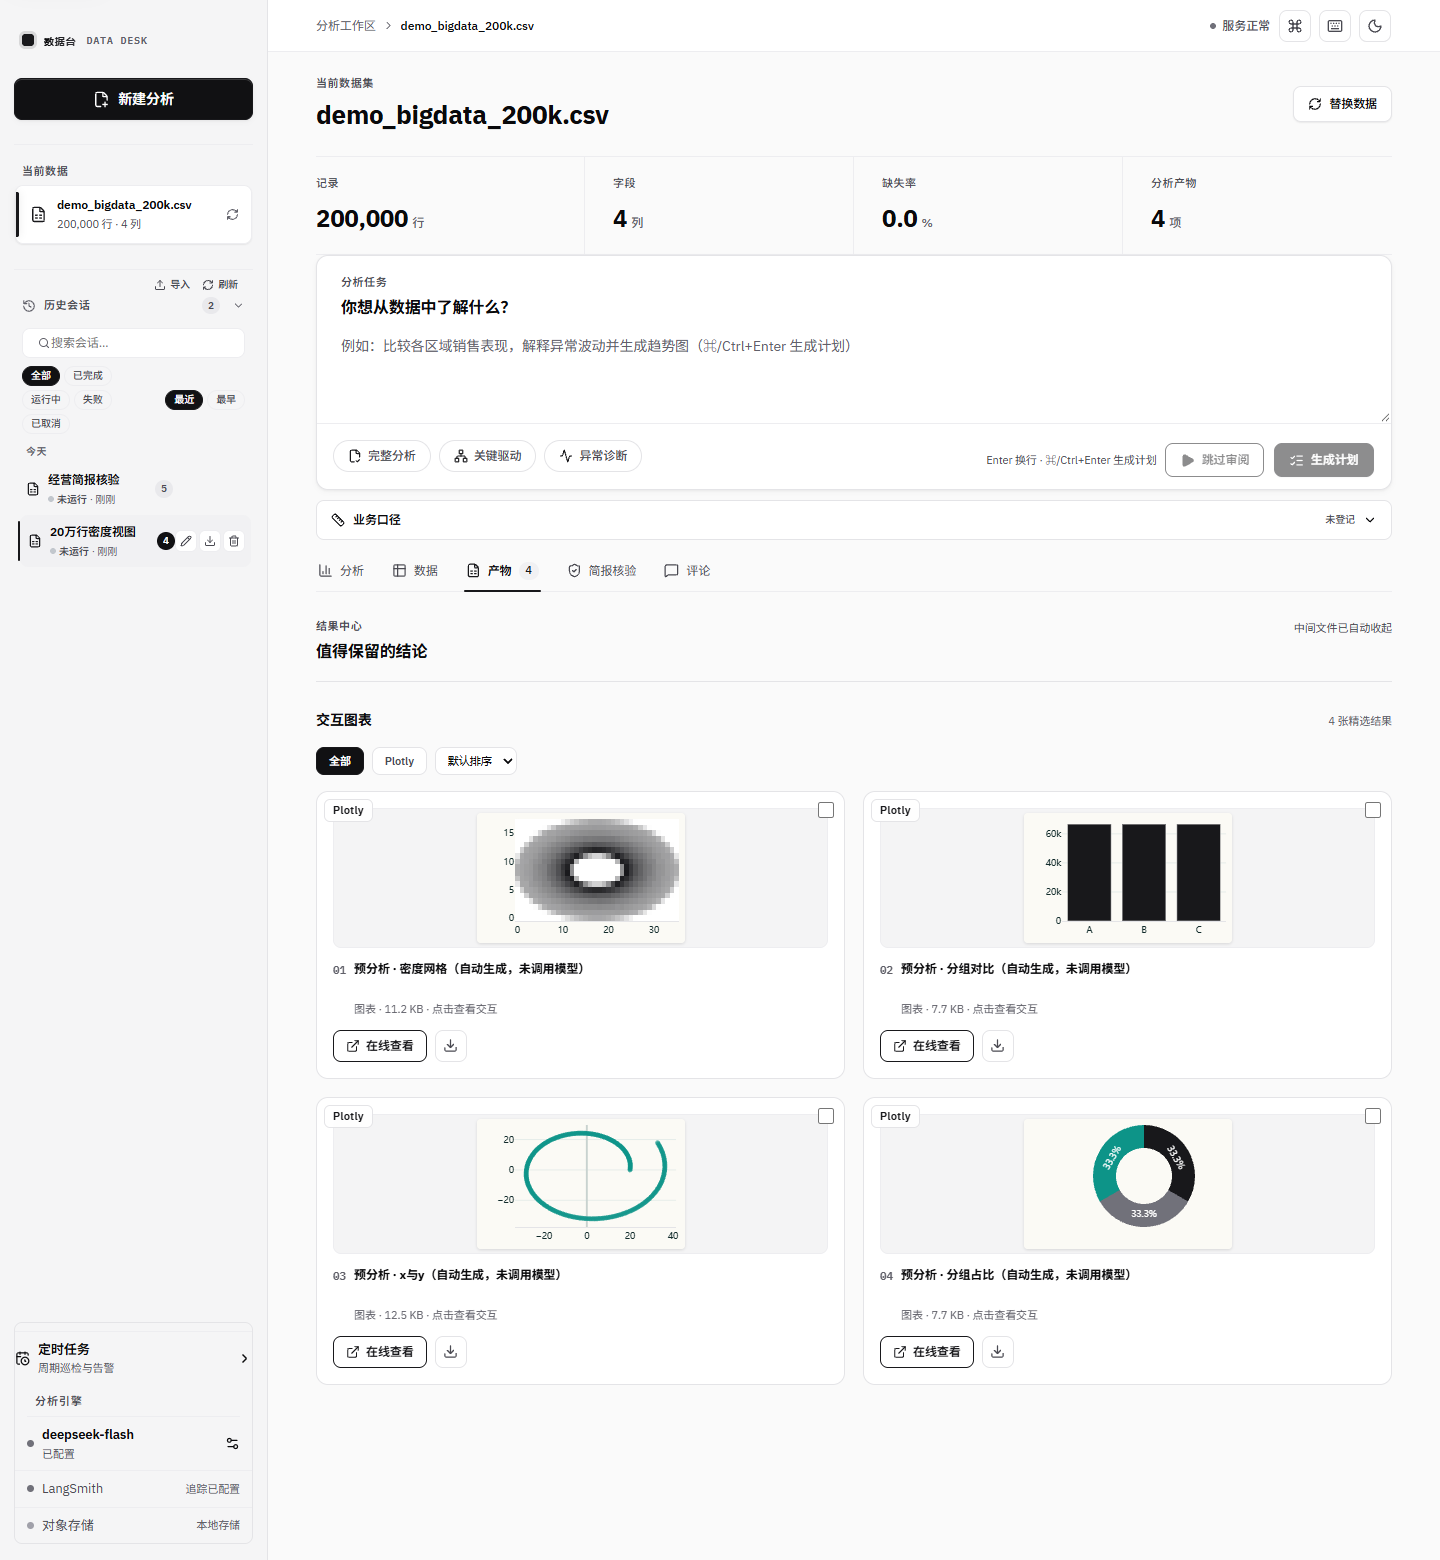 数据台 DATA DESK
新建分析
当前数据
demo_bigdata_200k.csv
200,000 行 · 4 列
导入 刷新
历史会话 2
搜索会话...
全部 已完成
运行中 失败 最近 最早
已取消
今天
经营简报核验
未运行 · 刚刚 5
20万行密度视图
未运行 · 刚刚 4
定时任务
周期巡检与告警
分析引擎
deepseek-flash
已配置
LangSmith 追踪已配置
对象存储 本地存储
分析工作区 demo_bigdata_200k.csv 服务正常
当前数据集
demo_bigdata_200k.csv
替换数据
记录 字段 缺失率 分析产物
200,000 行 4 列 0.0 % 4 项
分析任务
你想从数据中了解什么？
例如：比较各区域销售表现，解释异常波动并生成趋势图（⌘/Ctrl+Enter 生成计划）
完整分析 关键驱动 异常诊断 Enter 换行 · ⌘/Ctrl+Enter 生成计划 跳过审阅 生成计划
业务口径 未登记
分析 数据 产物 4 简报核验 评论
结果中心
值得保留的结论
中间文件已自动收起
交互图表 4 张精选结果
全部 Plotly 默认排序
Plotly
15
10
5
0
0 10 20 30
01 预分析 · 密度网格（自动生成，未调用模型）
图表 · 11.2 KB · 点击查看交互
在线查看
Plotly
60k
40k
20k
0
A B C
02 预分析 · 分组对比（自动生成，未调用模型）
图表 · 7.7 KB · 点击查看交互
在线查看
Plotly
20
0
−20
−20 0 20 40
03 预分析 · x与y（自动生成，未调用模型）
图表 · 12.5 KB · 点击查看交互
在线查看
Plotly
33.3% 33.3%
33.3%
04 预分析 · 分组占比（自动生成，未调用模型）
图表 · 7.7 KB · 点击查看交互
在线查看